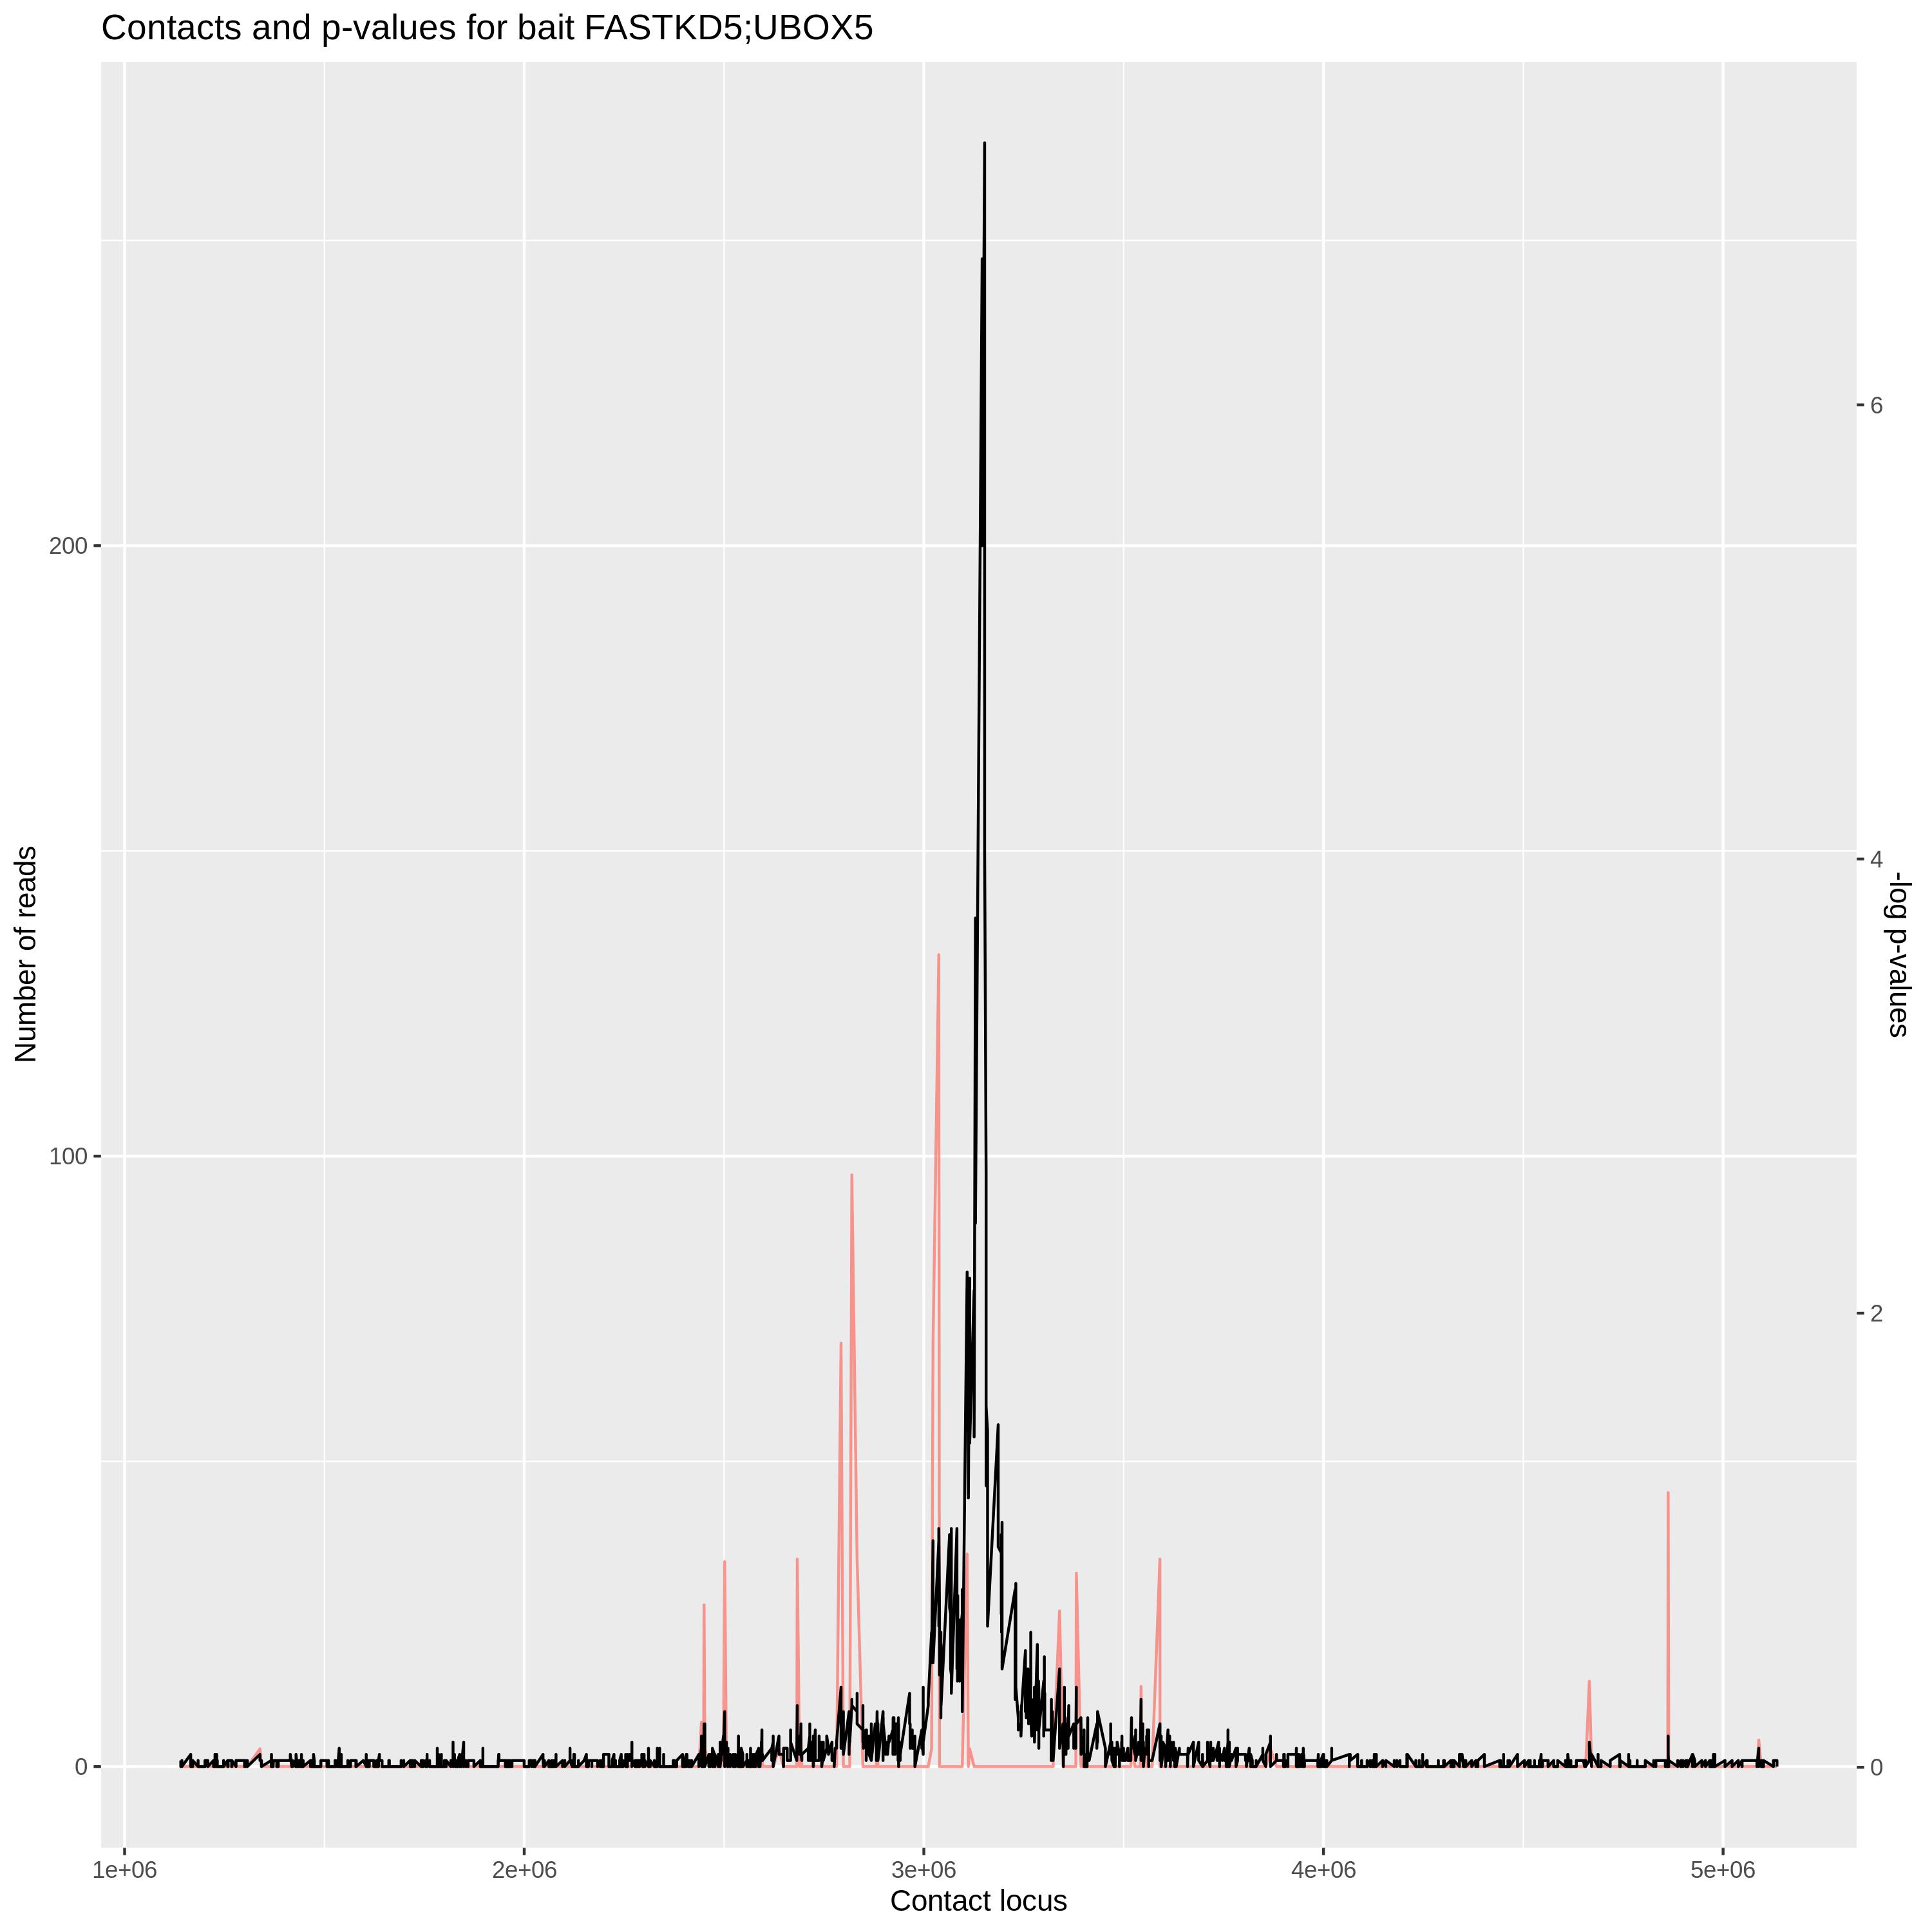 Contacts and p-values for bait FASTKD5;UBOX5
Number of reads
200
100
0
6
4
2
0
-log p-values
1e+06 2e+06 3e+06 4e+06 5e+06
Contact locus